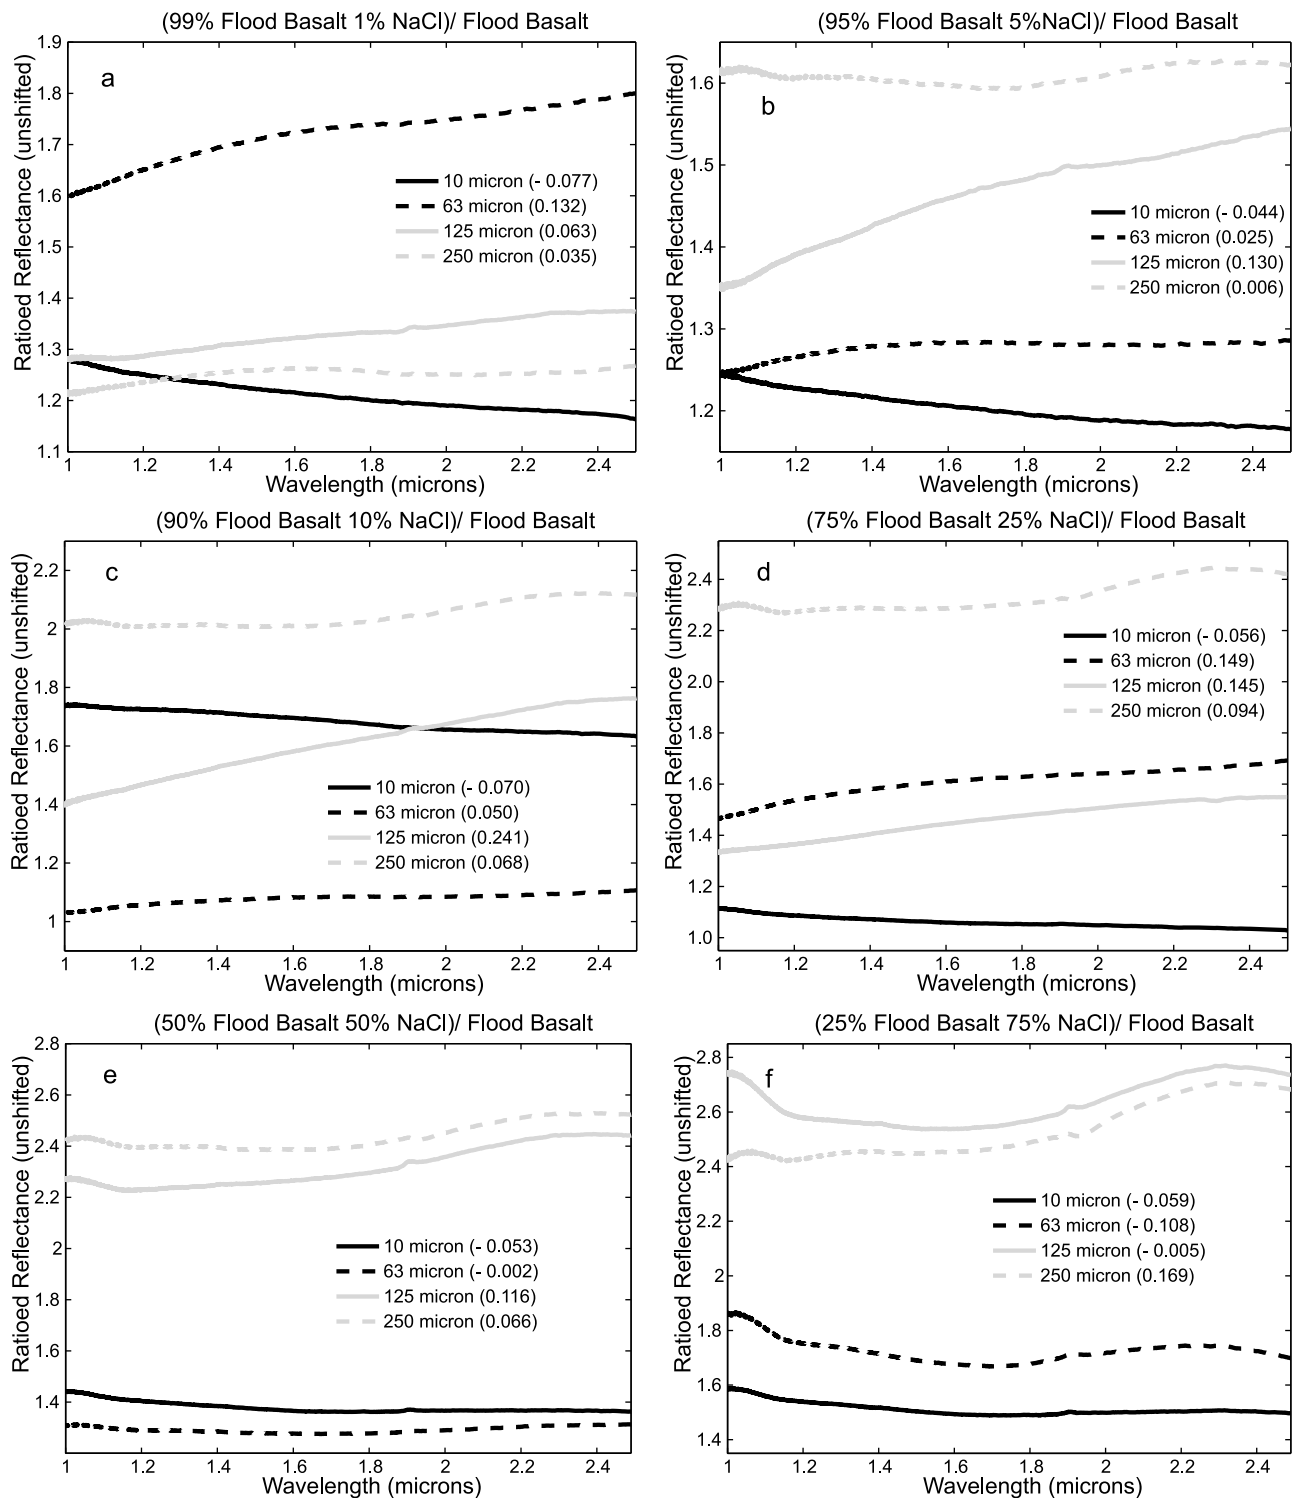 (99% Flood Basalt 1% NaCl)/ Flood Basalt
Ratioed Reflectance (unshifted)
1.9
1.8
1.7
1.6
1.5
1.4
1.3
1.2
1.1
a
10 micron (- 0.077)
63 micron (0.132)
125 micron (0.063)
250 micron (0.035)
1 1.2 1.4 1.6 1.8 2 2.2 2.4
Wavelength (microns)
(95% Flood Basalt 5%NaCl)/ Flood Basalt
Ratioed Reflectance (unshifted)
1.6
1.5
1.4
1.3
1.2
b
10 micron (- 0.044)
63 micron (0.025)
125 micron (0.130)
250 micron (0.006)
1 1.2 1.4 1.6 1.8 2 2.2 2.4
Wavelength (microns)
(90% Flood Basalt 10% NaCl)/ Flood Basalt
Ratioed Reflectance (unshifted)
2.2
2
1.8
1.6
1.4
1.2
1
c
10 micron (- 0.070)
63 micron (0.050)
125 micron (0.241)
250 micron (0.068)
1 1.2 1.4 1.6 1.8 2 2.2 2.4
Wavelength (microns)
(75% Flood Basalt 25% NaCl)/ Flood Basalt
Ratioed Reflectance (unshifted)
2.4
2.2
2.0
1.8
1.6
1.4
1.2
1.0
d
10 micron (- 0.056)
63 micron (0.149)
125 micron (0.145)
250 micron (0.094)
1 1.2 1.4 1.6 1.8 2 2.2 2.4
Wavelength (microns)
(50% Flood Basalt 50% NaCl)/ Flood Basalt
Ratioed Reflectance (unshifted)
2.8
2.6
2.4
2.2
2
1.8
1.6
1.4
e
10 micron (- 0.053)
63 micron (- 0.002)
125 micron (0.116)
250 micron (0.066)
1 1.2 1.4 1.6 1.8 2 2.2 2.4
Wavelength (microns)
(25% Flood Basalt 75% NaCl)/ Flood Basalt
Ratioed Reflectance (unshifted)
2.8
2.6
2.4
2.2
2
1.8
1.6
1.4
f
10 micron (- 0.059)
63 micron (- 0.108)
125 micron (- 0.005)
250 micron (0.169)
1 1.2 1.4 1.6 1.8 2 2.2 2.4
Wavelength (microns)